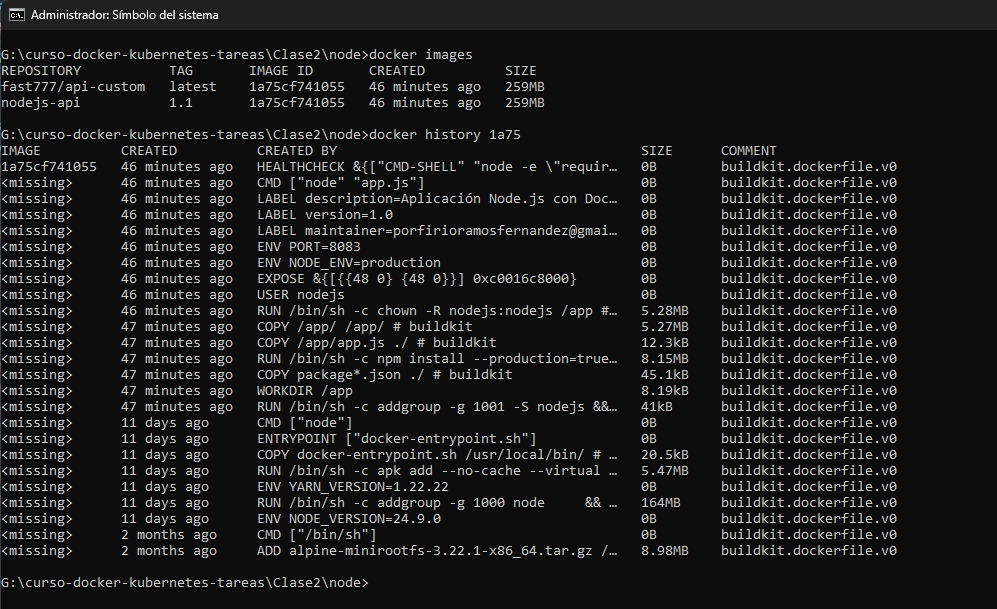 Administrador: Símbolo del sistema
G:\curso-docker-kubernetes-tareas\Clase2\node>docker images
REPOSITORY TAG IMAGE ID CREATED SIZE
fast777/api-custom latest 1a75cf741055 46 minutes ago 259MB
nodejs-api 1.1 1a75cf741055 46 minutes ago 259MB
G:\curso-docker-kubernetes-tareas\Clase2\node>docker history 1a75
IMAGE CREATED CREATED BY SIZE COMMENT
1a75cf741055 46 minutes ago HEALTHCHECK &{["CMD-SHELL" "node -e \"requir… 0B buildkit.dockerfile.v0
<missing> 46 minutes ago CMD ["node" "app.js"] 0B buildkit.dockerfile.v0
<missing> 46 minutes ago LABEL description=Aplicación Node.js con Doc… 0B buildkit.dockerfile.v0
<missing> 46 minutes ago LABEL version=1.0 0B buildkit.dockerfile.v0
<missing> 46 minutes ago LABEL maintainer=porfirioramosfernandez@gmai… 0B buildkit.dockerfile.v0
<missing> 46 minutes ago ENV PORT=8083 0B buildkit.dockerfile.v0
<missing> 46 minutes ago ENV NODE_ENV=production 0B buildkit.dockerfile.v0
<missing> 46 minutes ago EXPOSE &{[{{48 0} {48 0}}] 0xc0016c8000} 0B buildkit.dockerfile.v0
<missing> 46 minutes ago USER nodejs 0B buildkit.dockerfile.v0
<missing> 46 minutes ago RUN /bin/sh -c chown -R nodejs:nodejs /app #… 5.28MB buildkit.dockerfile.v0
<missing> 47 minutes ago COPY /app/ /app/ # buildkit 5.27MB buildkit.dockerfile.v0
<missing> 47 minutes ago COPY /app/app.js ./ # buildkit 12.3kB buildkit.dockerfile.v0
<missing> 47 minutes ago RUN /bin/sh -c npm install --production=true… 8.15MB buildkit.dockerfile.v0
<missing> 47 minutes ago COPY package*.json ./ # buildkit 45.1kB buildkit.dockerfile.v0
<missing> 47 minutes ago WORKDIR /app 8.19kB buildkit.dockerfile.v0
<missing> 47 minutes ago RUN /bin/sh -c addgroup -g 1001 -S nodejs &&… 41kB buildkit.dockerfile.v0
<missing> 11 days ago CMD ["node"] 0B buildkit.dockerfile.v0
<missing> 11 days ago ENTRYPOINT ["docker-entrypoint.sh"] 0B buildkit.dockerfile.v0
<missing> 11 days ago COPY docker-entrypoint.sh /usr/local/bin/ # … 20.5kB buildkit.dockerfile.v0
<missing> 11 days ago RUN /bin/sh -c apk add --no-cache --virtual … 5.47MB buildkit.dockerfile.v0
<missing> 11 days ago ENV YARN_VERSION=1.22.22 0B buildkit.dockerfile.v0
<missing> 11 days ago RUN /bin/sh -c addgroup -g 1000 node && … 164MB buildkit.dockerfile.v0
<missing> 11 days ago ENV NODE_VERSION=24.9.0 0B buildkit.dockerfile.v0
<missing> 2 months ago CMD ["/bin/sh"] 0B buildkit.dockerfile.v0
<missing> 2 months ago ADD alpine-minirootfs-3.22.1-x86_64.tar.gz /… 8.98MB buildkit.dockerfile.v0
G:\curso-docker-kubernetes-tareas\Clase2\node>